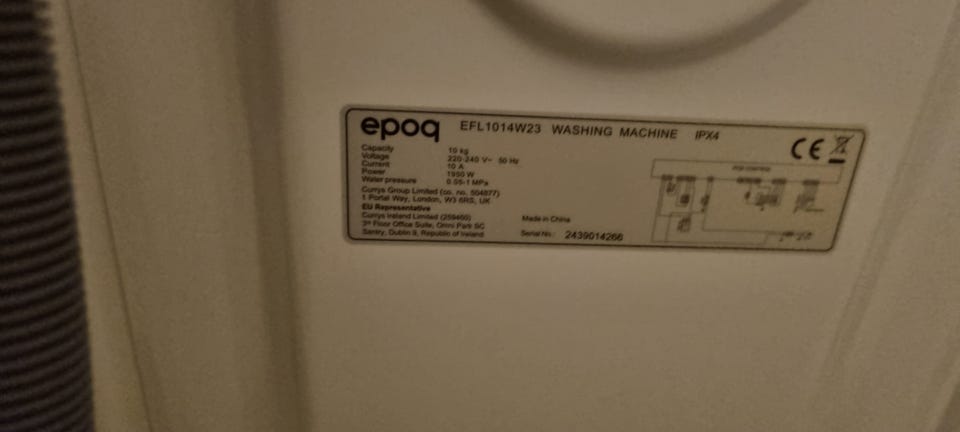 epoq EFL1014W23 WASHING MACHINE IPX4
Capacity 10 kg
Voltage 220-240 V~ 50 Hz
Current 10 A
Power 1950 W
Water pressure 0.05-1 MPa
Currys Group Limited (co. no. 504877)
1 Portal Way, London, W3 6RS, UK
EU Representative
Currys Ireland Limited (259460)
3rd Floor Office Suite, Omni Park SC
Santry, Dublin 9, Republic of Ireland
Made in China
Serial No.: 2439014266
CE
PCB CONTROL